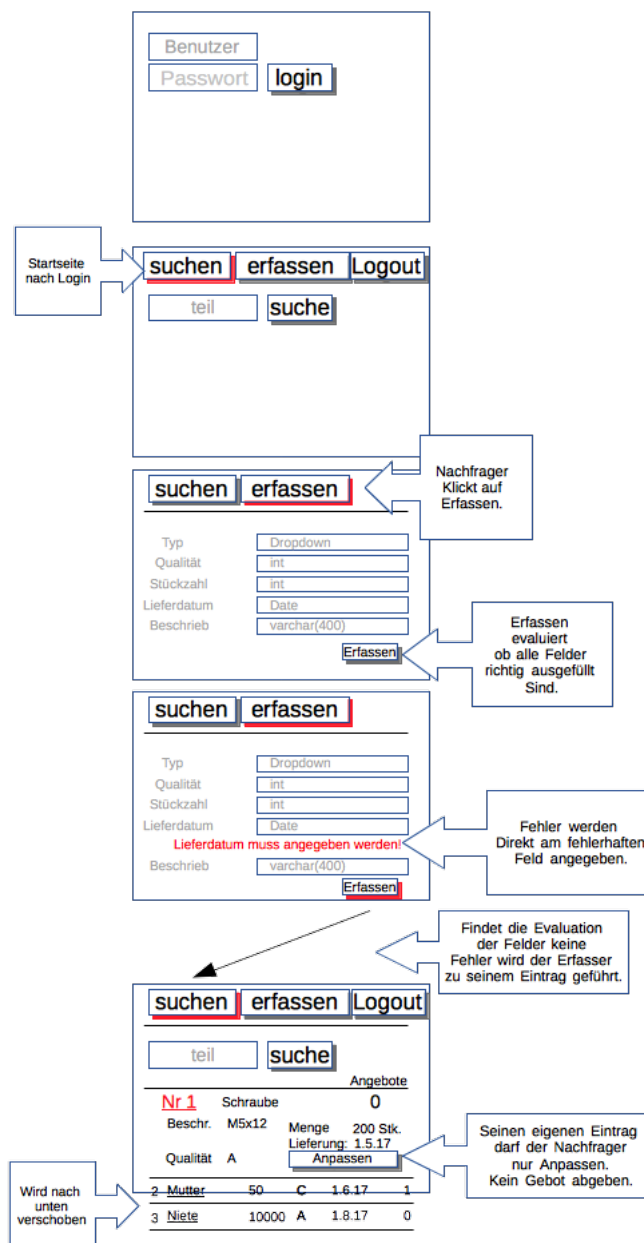 Benutzer
Passwort login
Startseite
nach Login
suchen erfassen Logout
teil suche
Nachfrager
Klickt auf
Erfassen.
suchen erfassen
Typ Dropdown
Qualität int
Stückzahl int
Lieferdatum Date
Beschrieb varchar(400)
Erfassen
Erfassen
evaluiert
ob alle Felder
richtig ausgefüllt
Sind.
suchen erfassen
Typ Dropdown
Qualität int
Stückzahl int
Lieferdatum Date
Lieferdatum muss angegeben werden!
Beschrieb varchar(400)
Erfassen
Fehler werden
Direkt am fehlerhaften
Feld angegeben.
Findet die Evaluation
der Felder keine
Fehler wird der Erfasser
zu seinem Eintrag geführt.
suchen erfassen Logout
teil suche
Angebote
Nr 1 Schraube 0
Beschr. M5x12 Menge 200 Stk.
Lieferung: 1.5.17
Qualität A Anpassen
Seinen eigenen Eintrag
darf der Nachfrager
nur Anpassen.
Kein Gebot abgeben.
Wird nach
unten
verschoben
2 Mutter 50 C 1.6.17 1
3 Niete 10000 A 1.8.17 0